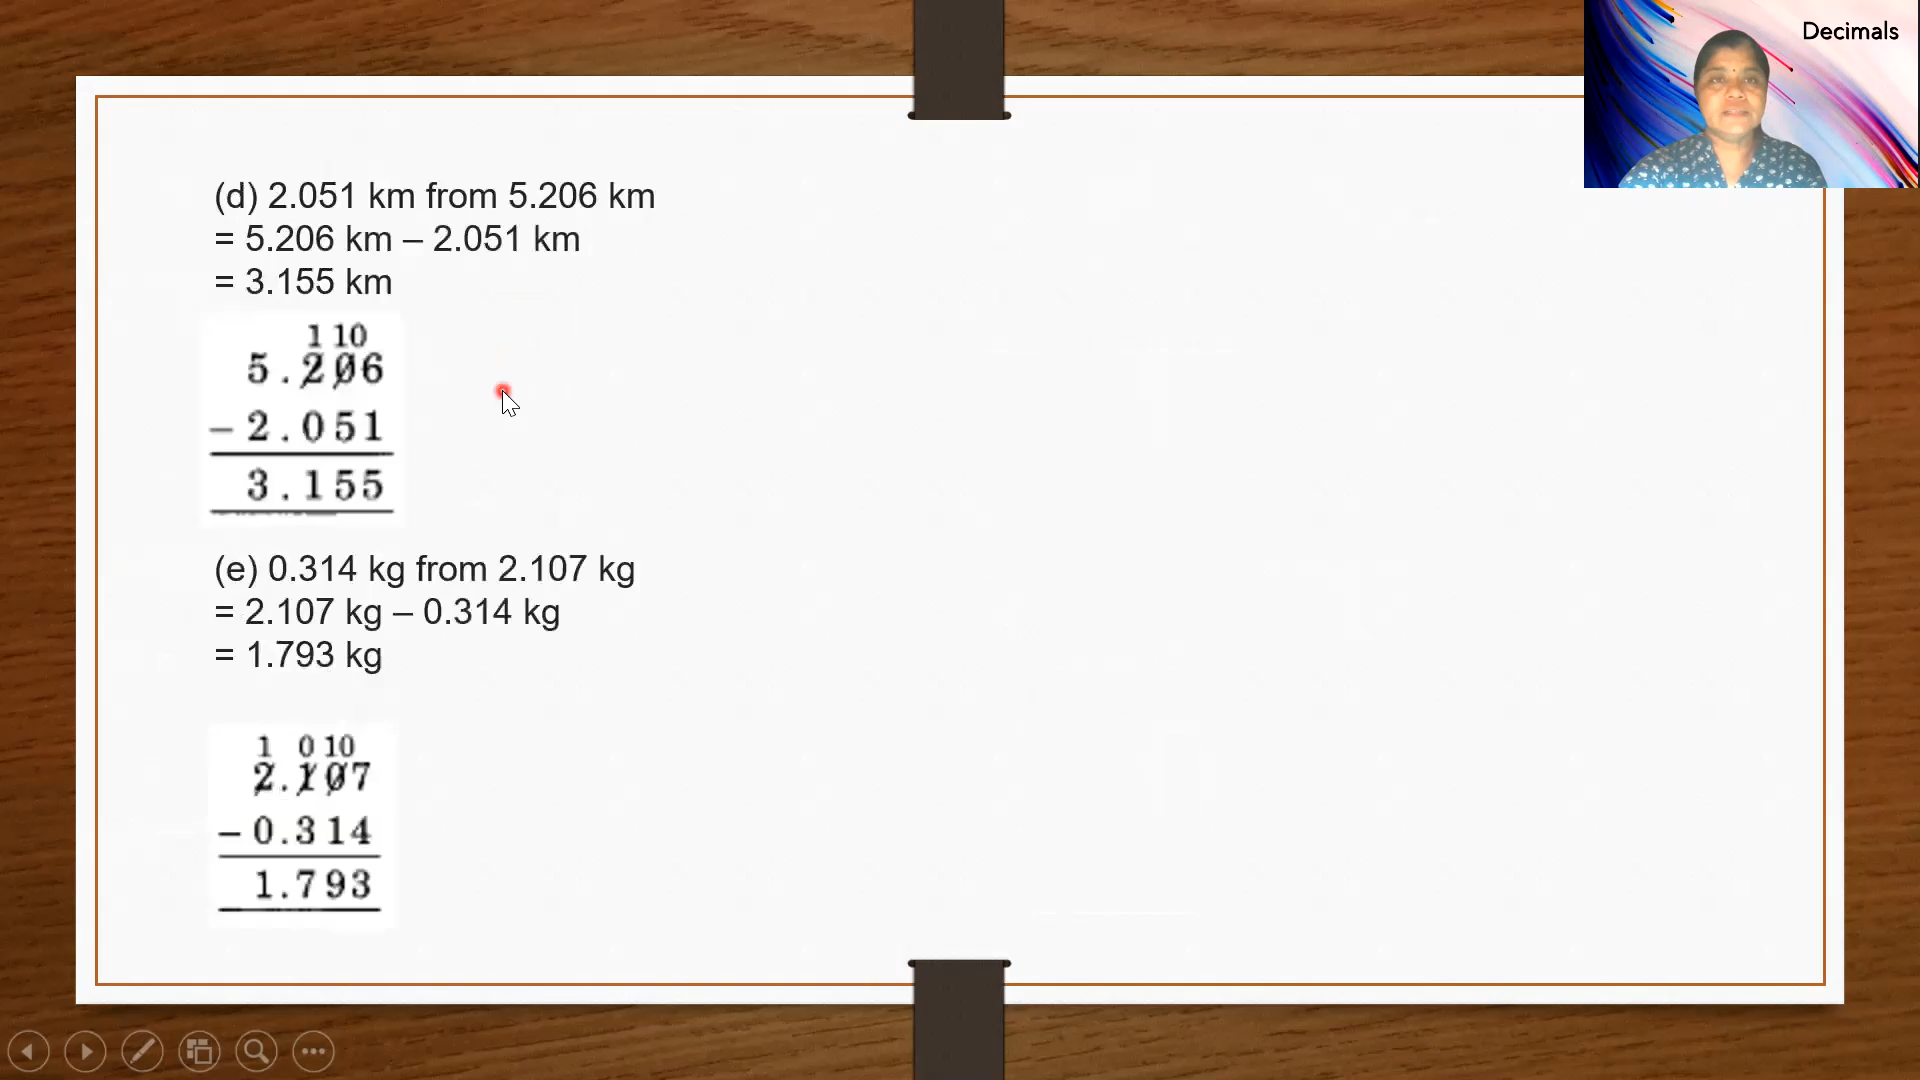 Decimals
(d) 2.051 km from 5.206 km
= 5.206 km – 2.051 km
= 3.155 km
1 10
5.206
– 2.051
3.155
(e) 0.314 kg from 2.107 kg
= 2.107 kg – 0.314 kg
= 1.793 kg
1 0 10
2.107
– 0.314
1.793